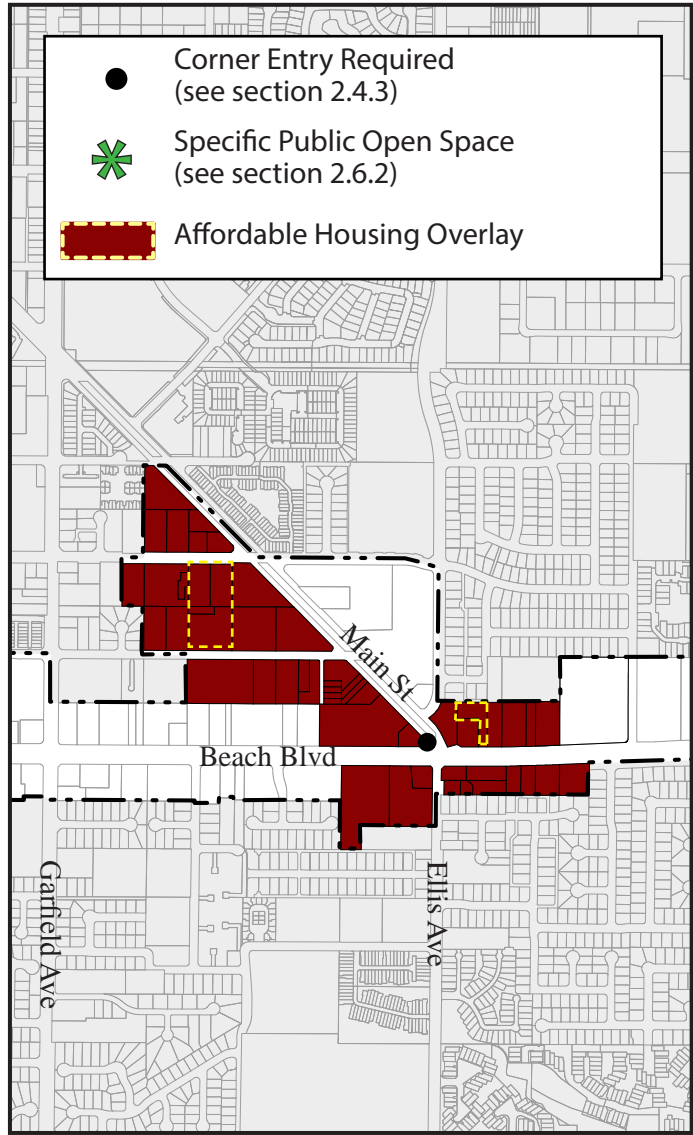 Corner Entry Required
(see section 2.4.3)
Specific Public Open Space
(see section 2.6.2)
Affordable Housing Overlay
Main St
Beach Blvd
Garfield Ave
Ellis Ave